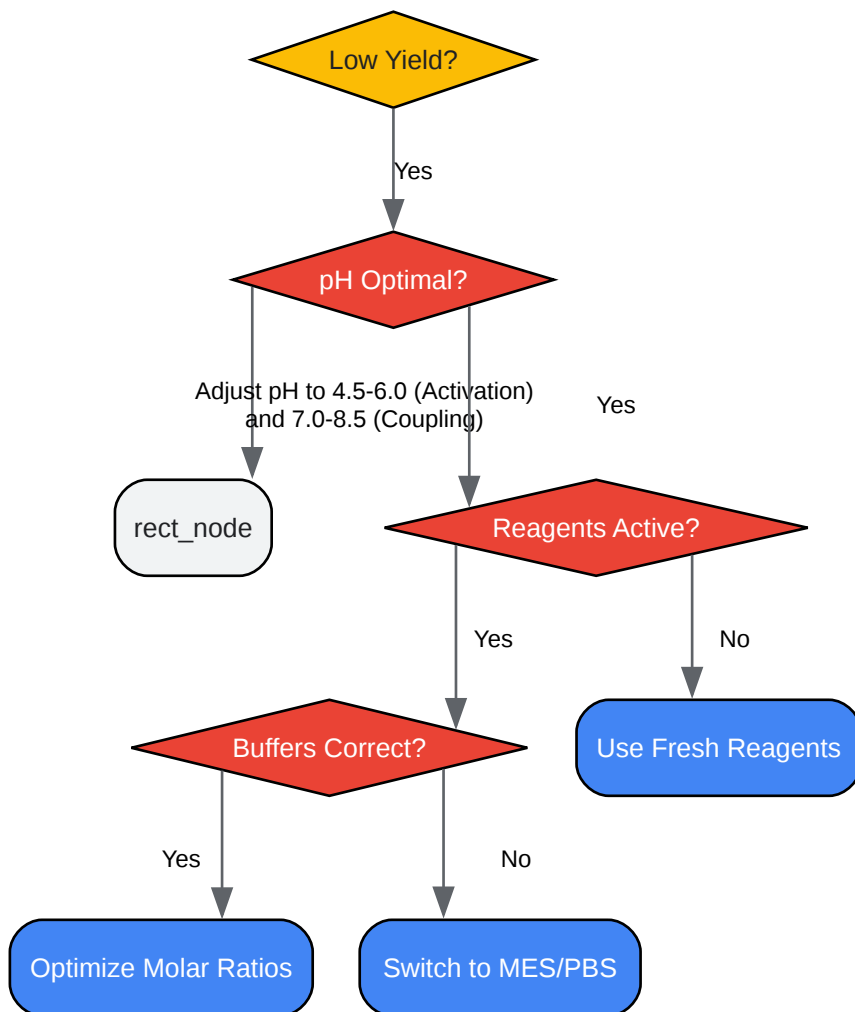 Low Yield?
Yes
pH Optimal?
Adjust pH to 4.5-6.0 (Activation)
and 7.0-8.5 (Coupling)
Yes
rect_node
Reagents Active?
Yes
No
Buffers Correct?
Use Fresh Reagents
Yes
No
Optimize Molar Ratios
Switch to MES/PBS